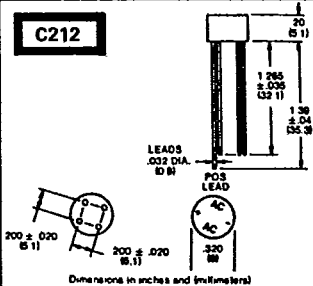 C212
20
(5 1)
1 265
± .035
(32 1)
1.39
± .04
(35.3)
LEADS
.032 DIA.
(0 8)
POS
LEAD
200 ± .020
(5 1)
200 ± .020
(5,1)
AC
+
-
AC
.320
(8)
Dimensions in inches and (millimeters)